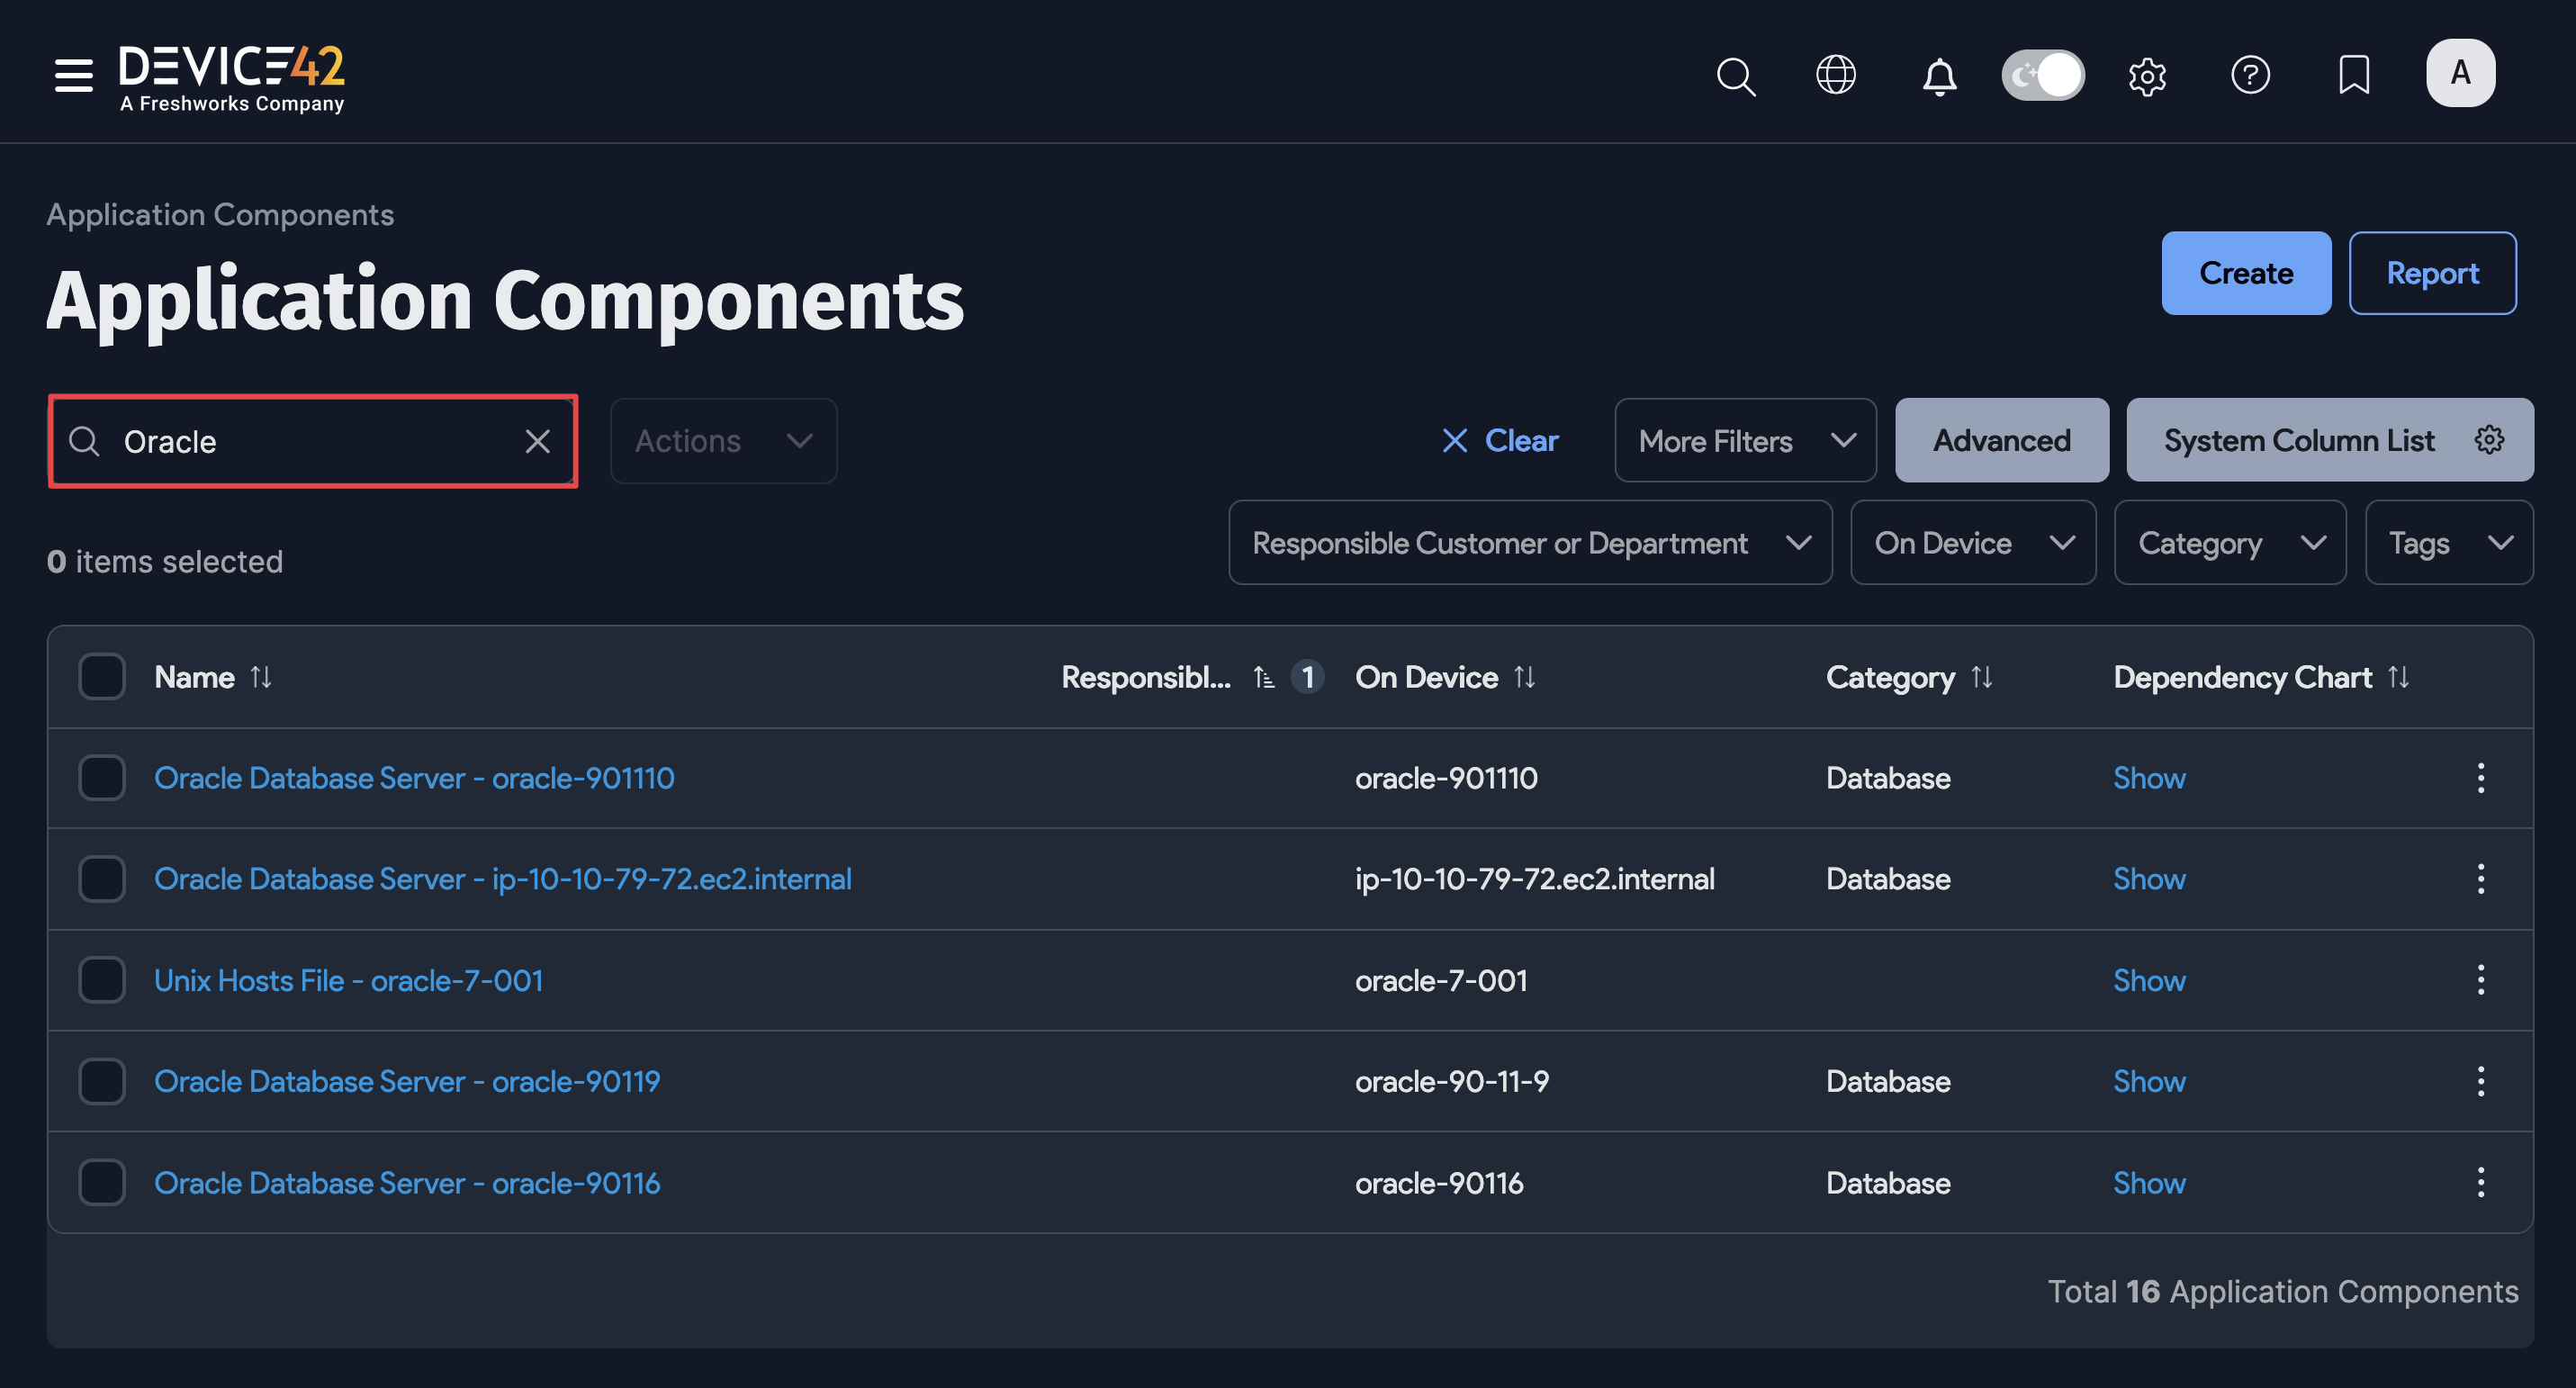 DEVICE42
A Freshworks Company
A
Application Components
Application Components
Create
Report
Oracle
Actions
Clear
More Filters
Advanced
System Column List
0 items selected
Responsible Customer or Department
On Device
Category
Tags
Name Responsibl... 1 On Device Category Dependency Chart
Oracle Database Server - oracle-901110 oracle-901110 Database Show
Oracle Database Server - ip-10-10-79-72.ec2.internal ip-10-10-79-72.ec2.internal Database Show
Unix Hosts File - oracle-7-001 oracle-7-001 Show
Oracle Database Server - oracle-90119 oracle-90-11-9 Database Show
Oracle Database Server - oracle-90116 oracle-90116 Database Show
Total 16 Application Components